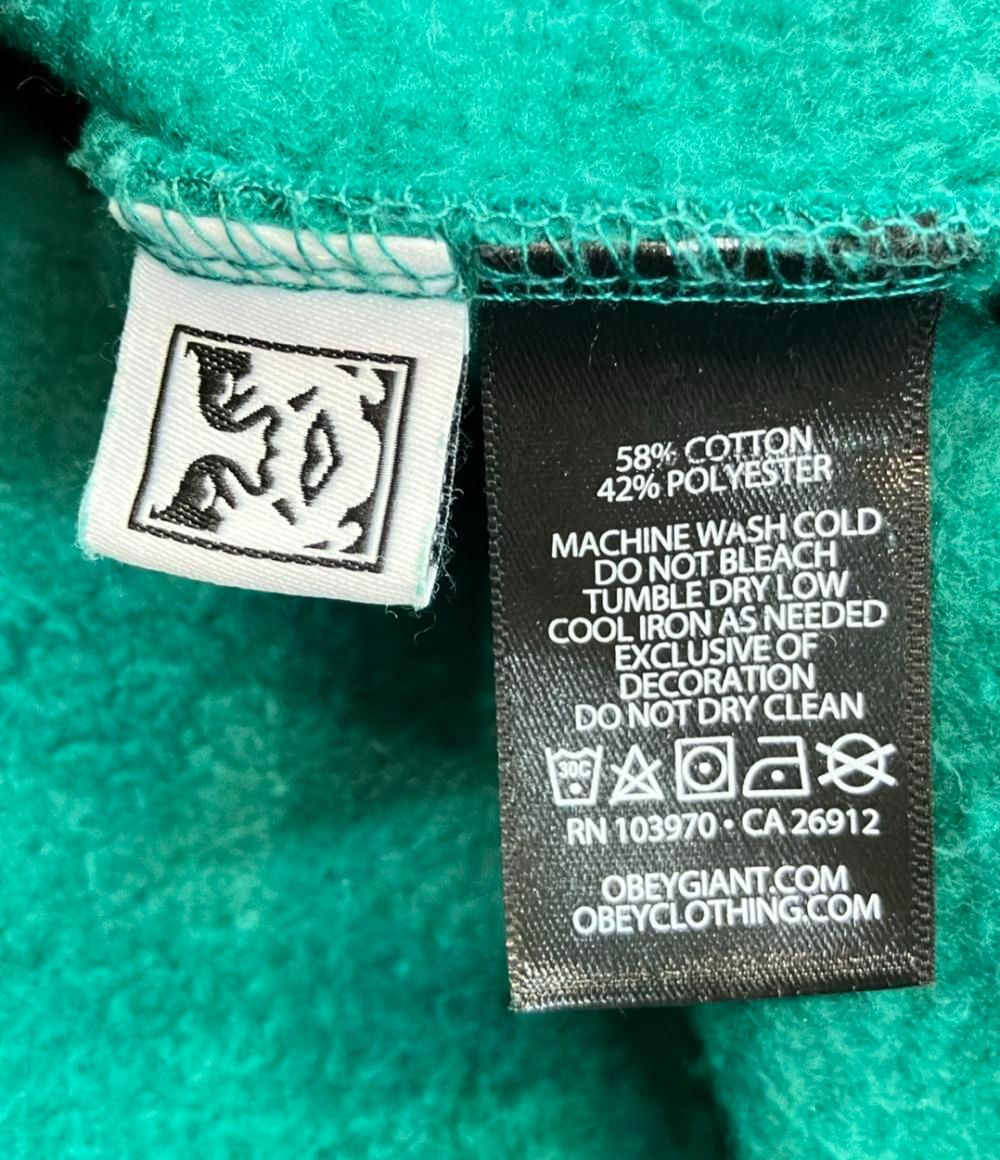 58% COTTON
42% POLYESTER
MACHINE WASH COLD
DO NOT BLEACH
TUMBLE DRY LOW
COOL IRON AS NEEDED
EXCLUSIVE OF
DECORATION
DO NOT DRY CLEAN
30C
RN 103970 • CA 26912
OBEYGIANT.COM
OBEYCLOTHING.COM